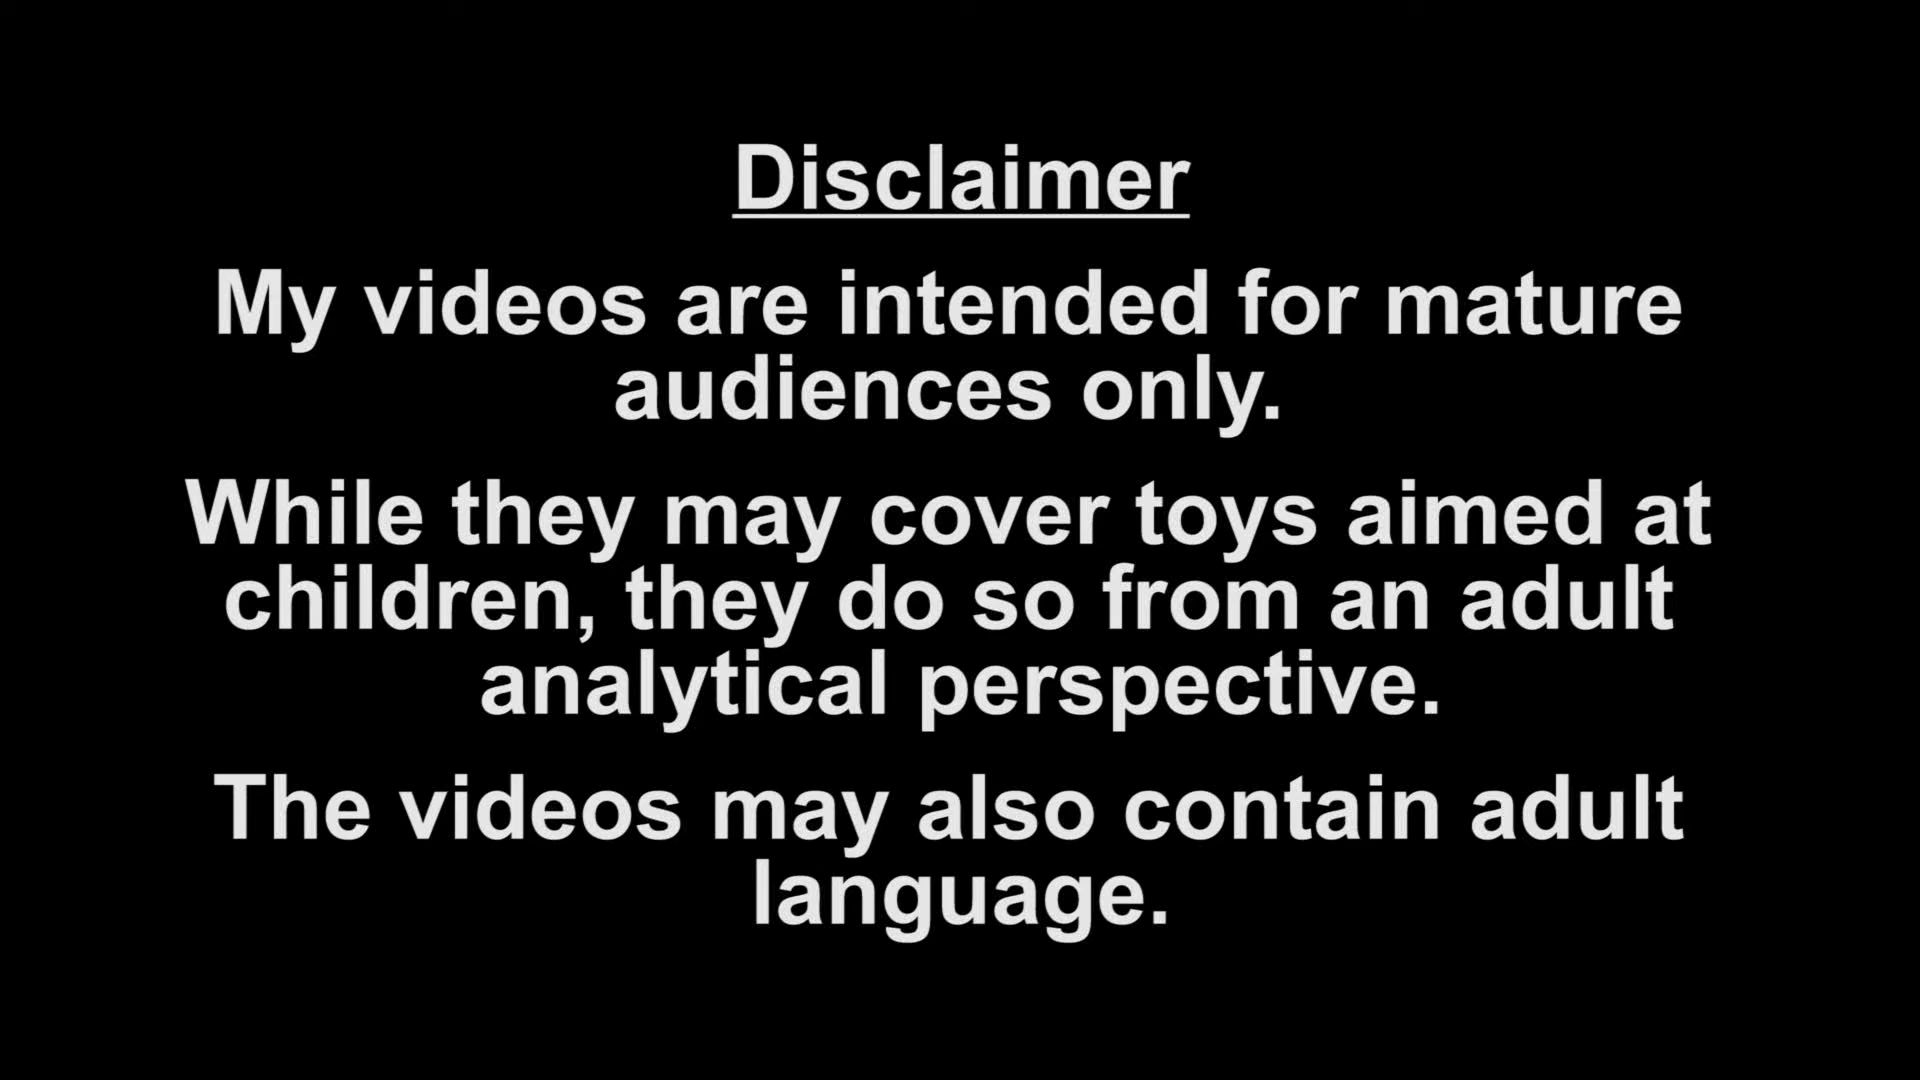 Disclaimer
My videos are intended for mature
audiences only.
While they may cover toys aimed at
children, they do so from an adult
analytical perspective.
The videos may also contain adult
language.